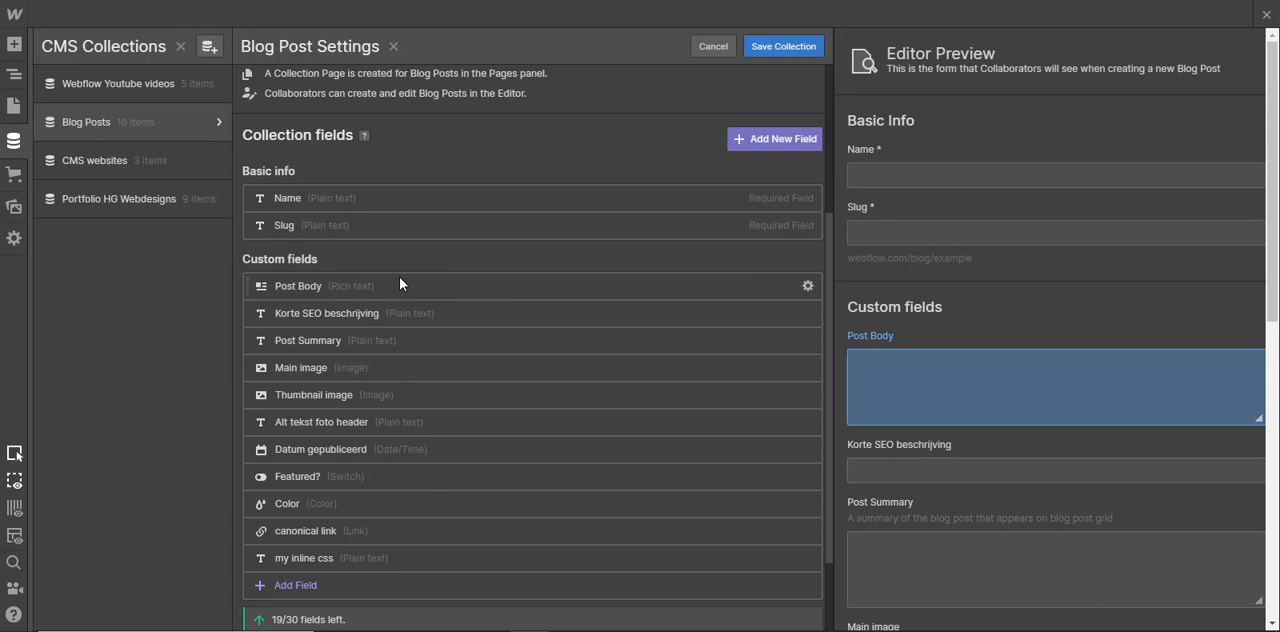 W
CMS Collections
Webflow Youtube videos 5 items
Blog Posts 16 items
CMS websites 3 items
Portfolio HG Webdesigns 9 items
Blog Post Settings
Cancel
Save Collection
A Collection Page is created for Blog Posts in the Pages panel.
Collaborators can create and edit Blog Posts in the Editor.
Collection fields ?
+ Add New Field
Basic info
T Name (Plain text) Required Field
T Slug (Plain text) Required Field
Custom fields
Post Body (Rich text)
T Korte SEO beschrijving (Plain text)
T Post Summary (Plain text)
Main image (Image)
Thumbnail image (Image)
T Alt tekst foto header (Plain text)
Datum gepubliceerd (Date/Time)
Featured? (Switch)
Color (Color)
canonical link (Link)
T my inline css (Plain text)
+ Add Field
19/30 fields left.
Editor Preview
This is the form that Collaborators will see when creating a new Blog Post
Basic Info
Name *
Slug *
webflow.com/blog/example
Custom fields
Post Body
Korte SEO beschrijving
Post Summary
A summary of the blog post that appears on blog post grid
Main image